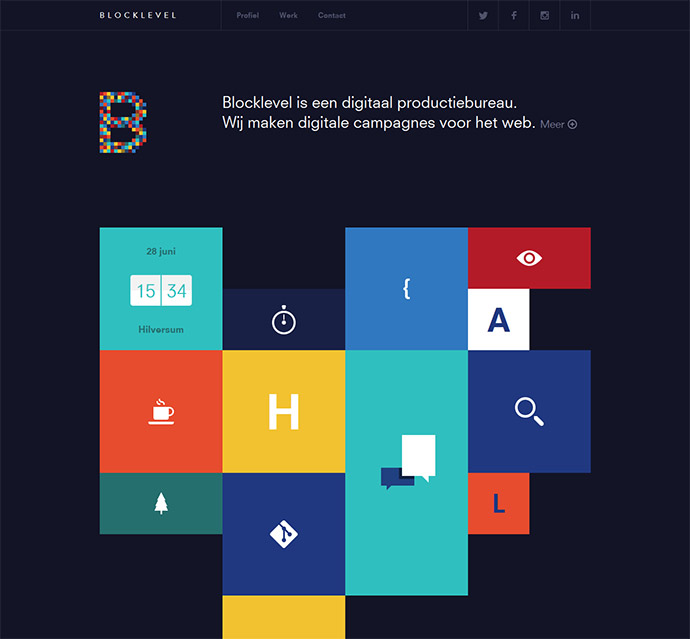 BLOCKLEVEL
Profiel Werk Contact
B
Blocklevel is een digitaal productiebureau.
Wij maken digitale campagnes voor het web. Meer
28 juni
15 34
Hilversum
{
A
H
L